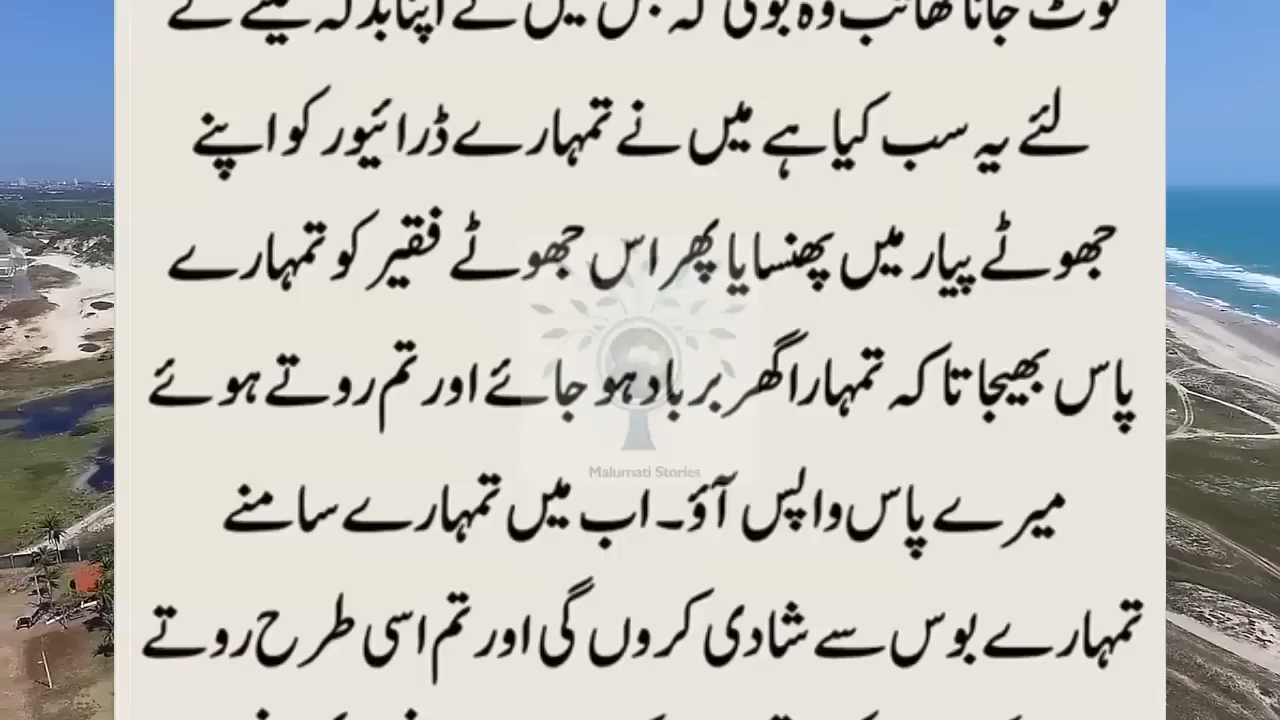 لئے یہ سب کیا ہے میں نے تمہارے ڈرائیور کو اپنے
جھوٹے پیار میں پھنسایا پھر اس جھوٹے فقیر کو تمہارے
پاس بھیجا تا کہ تمہارا گھر برباد ہو جائے اور تم روتے ہوئے
Malumati Stories
میرے پاس واپس آؤ۔ اب میں تمہارے سامنے
تمہارے بوس سے شادی کروں گی اور تم اسی طرح روتے